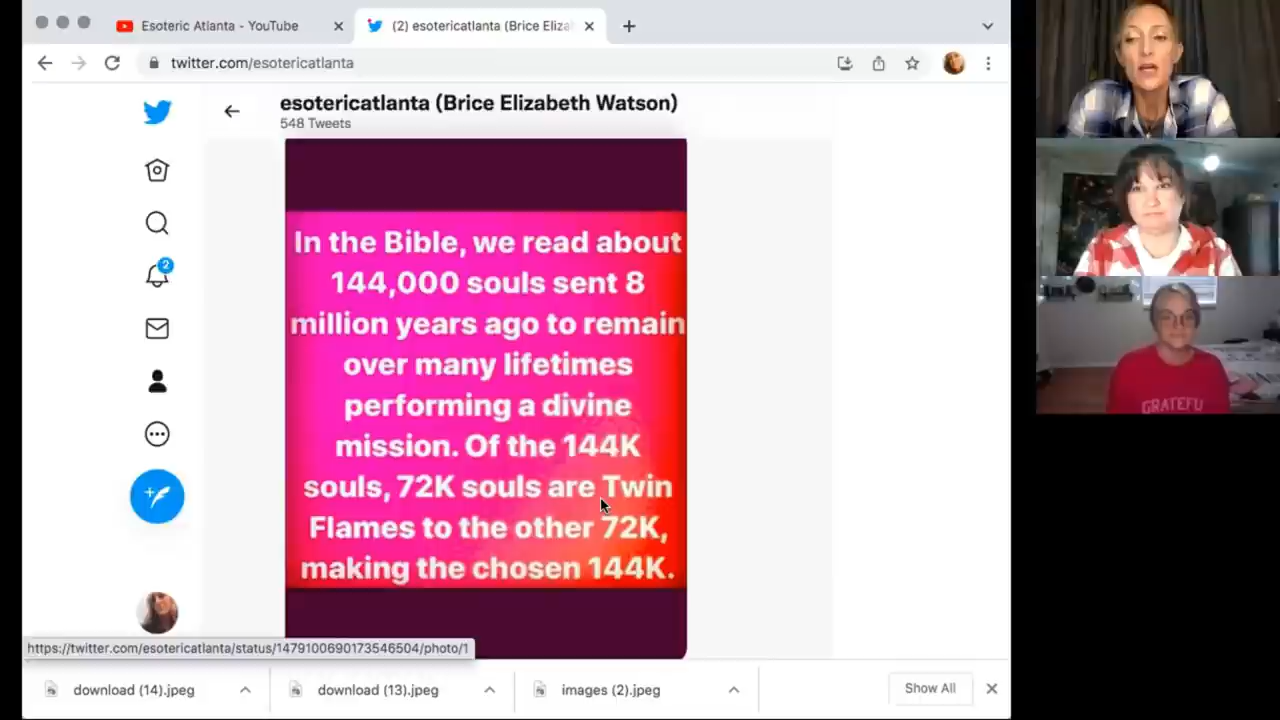 Esoteric Atlanta - YouTube
(2) esotericatlanta (Brice Eliza
twitter.com/esotericatlanta
esotericatlanta (Brice Elizabeth Watson)
548 Tweets
2
In the Bible, we read about
144,000 souls sent 8
million years ago to remain
over many lifetimes
performing a divine
mission. Of the 144K
souls, 72K souls are Twin
Flames to the other 72K,
making the chosen 144K.
https://twitter.com/esotericatlanta/status/1479100690173546504/photo/1
download (14).jpeg
download (13).jpeg
images (2).jpeg
Show All
GRATEFU